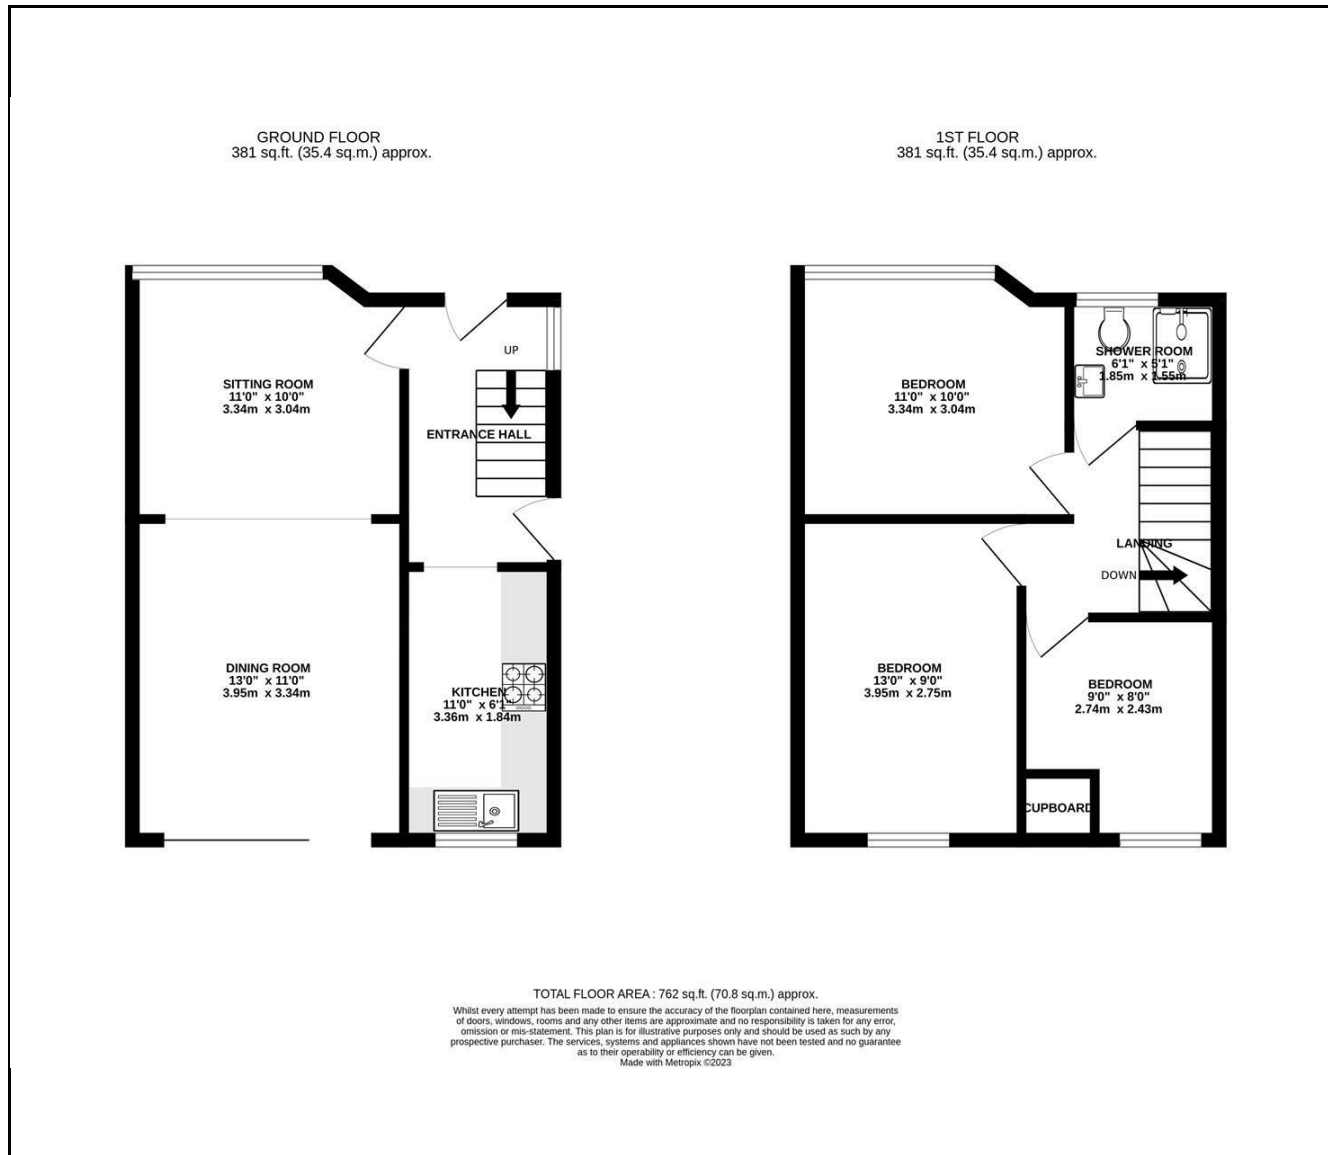 GROUND FLOOR
381 sq.ft. (35.4 sq.m.) approx.
SITTING ROOM
11'0" x 10'0"
3.34m x 3.04m
UP
ENTRANCE HALL
DINING ROOM
13'0" x 11'0"
3.95m x 3.34m
KITCHEN
11'0" x 6'1"
3.36m x 1.84m
1ST FLOOR
381 sq.ft. (35.4 sq.m.) approx.
BEDROOM
11'0" x 10'0"
3.34m x 3.04m
SHOWER ROOM
6'1" x 5'1"
1.85m x 1.55m
LANDING
DOWN
BEDROOM
13'0" x 9'0"
3.95m x 2.75m
BEDROOM
9'0" x 8'0"
2.74m x 2.43m
CUPBOARD
TOTAL FLOOR AREA : 762 sq.ft. (70.8 sq.m.) approx.
Whilst every attempt has been made to ensure the accuracy of the floorplan contained here, measurements
of doors, windows, rooms and any other items are approximate and no responsibility is taken for any error,
omission or mis-statement. This plan is for illustrative purposes only and should be used as such by any
prospective purchaser. The services, systems and appliances shown have not been tested and no guarantee
as to their operability or efficiency can be given.
Made with Metropix ©2023